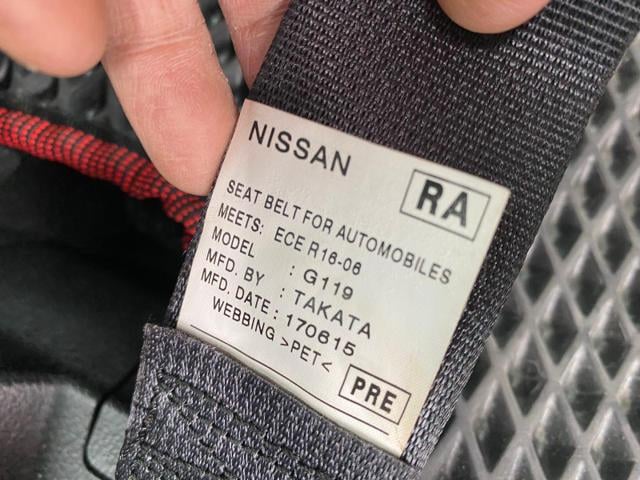 NISSAN
RA
SEAT BELT FOR AUTOMOBILES
MEETS: ECE R16-06
MODEL : G119
MFD. BY : TAKATA
MFD. DATE : 170615
WEBBING >PET<
PRE